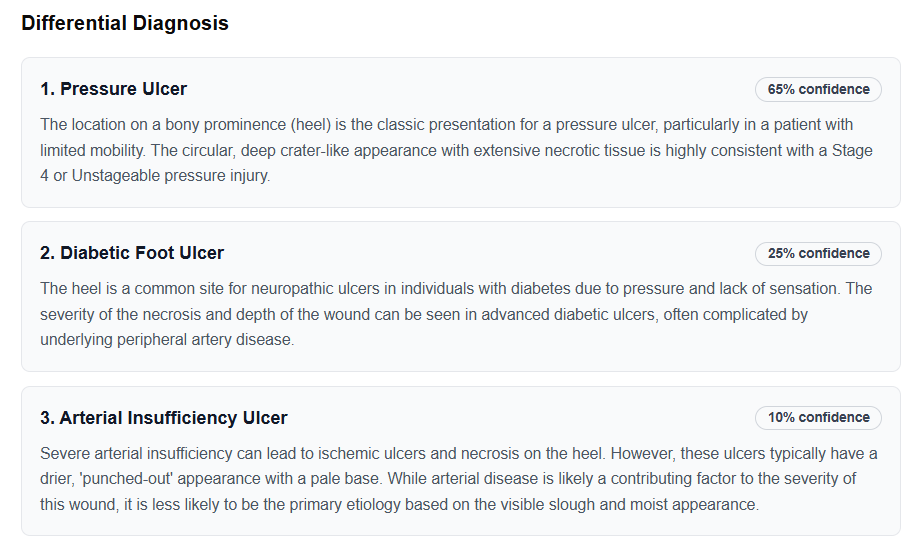 Differential Diagnosis
1. Pressure Ulcer
65% confidence
The location on a bony prominence (heel) is the classic presentation for a pressure ulcer, particularly in a patient with
limited mobility. The circular, deep crater-like appearance with extensive necrotic tissue is highly consistent with a Stage
4 or Unstageable pressure injury.
2. Diabetic Foot Ulcer
25% confidence
The heel is a common site for neuropathic ulcers in individuals with diabetes due to pressure and lack of sensation. The
severity of the necrosis and depth of the wound can be seen in advanced diabetic ulcers, often complicated by
underlying peripheral artery disease.
3. Arterial Insufficiency Ulcer
10% confidence
Severe arterial insufficiency can lead to ischemic ulcers and necrosis on the heel. However, these ulcers typically have a
drier, 'punched-out' appearance with a pale base. While arterial disease is likely a contributing factor to the severity of
this wound, it is less likely to be the primary etiology based on the visible slough and moist appearance.